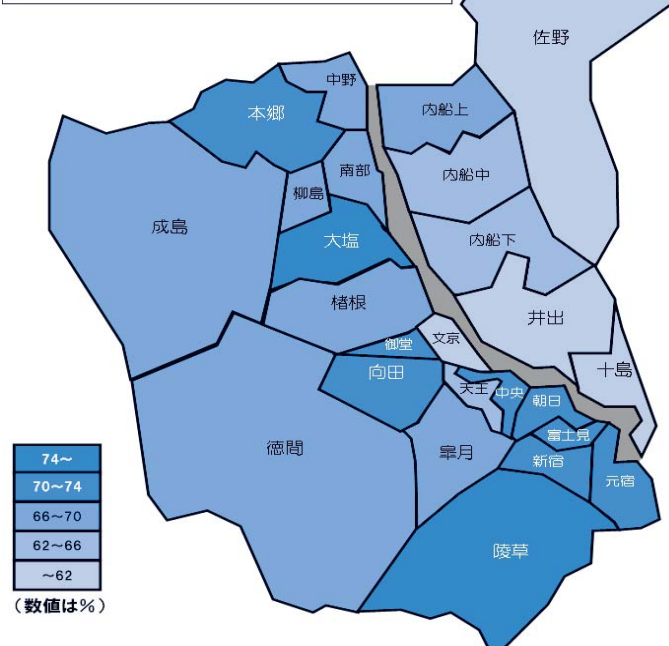 佐野
中野
内船上
本郷
南部
内船中
柳島
成島
大塩
内船下
楮根
井出
御堂
文京
向田
十島
天王
中央
朝日
徳間
皐月
富士見
新宿
元宿
陵草
74～
70～74
66～70
62～66
～62
（数値は％）